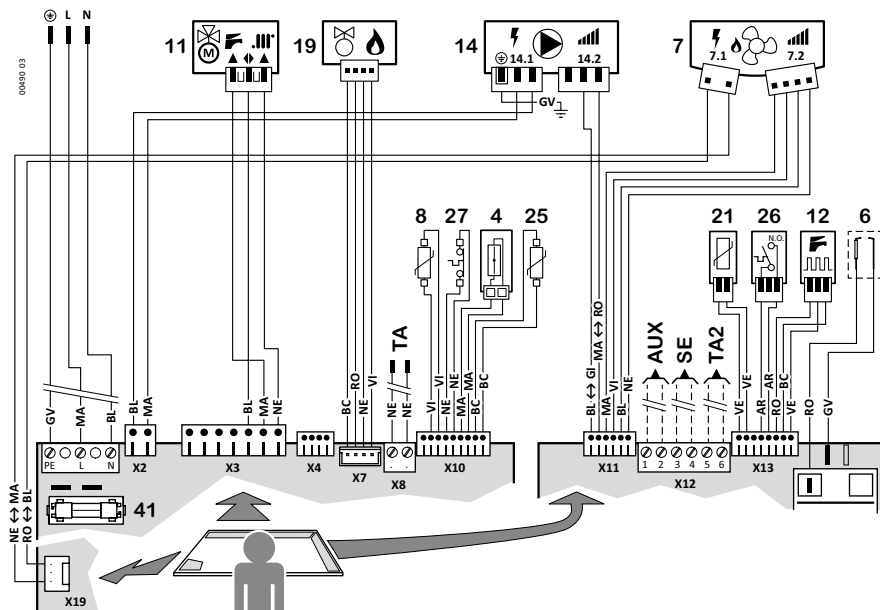 L N
11
M
19
14
14.1 14.2
7
7.1 7.2
00490 03
GV
8 27 4 25
21 26 12 6
N.O.
TA
AUX
SE
TA2
GV
MA
BL
BL
MA
BL
MA
NE
BC
RO
NE
VI
NE
NE
VI
VI
NE
NE
MA
MA
BC
BC
BL ↔ GI
MA ↔ RO
MA
VI
BL
NE
VE
VE
AR
AR
RO
BC
VE
RO
GV
PE L N
X2
X3
X4
X7
X8
X10
X11
1 2 3 4 5 6
X12
X13
41
NE ↔ MA
RO ↔ BL
X19